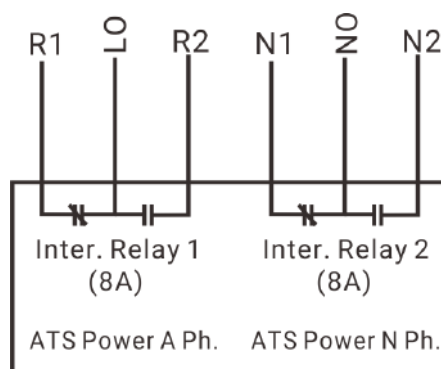 R1 LO R2 N1 NO N2
Inter. Relay 1 Inter. Relay 2
(8A) (8A)
ATS Power A Ph. ATS Power N Ph.